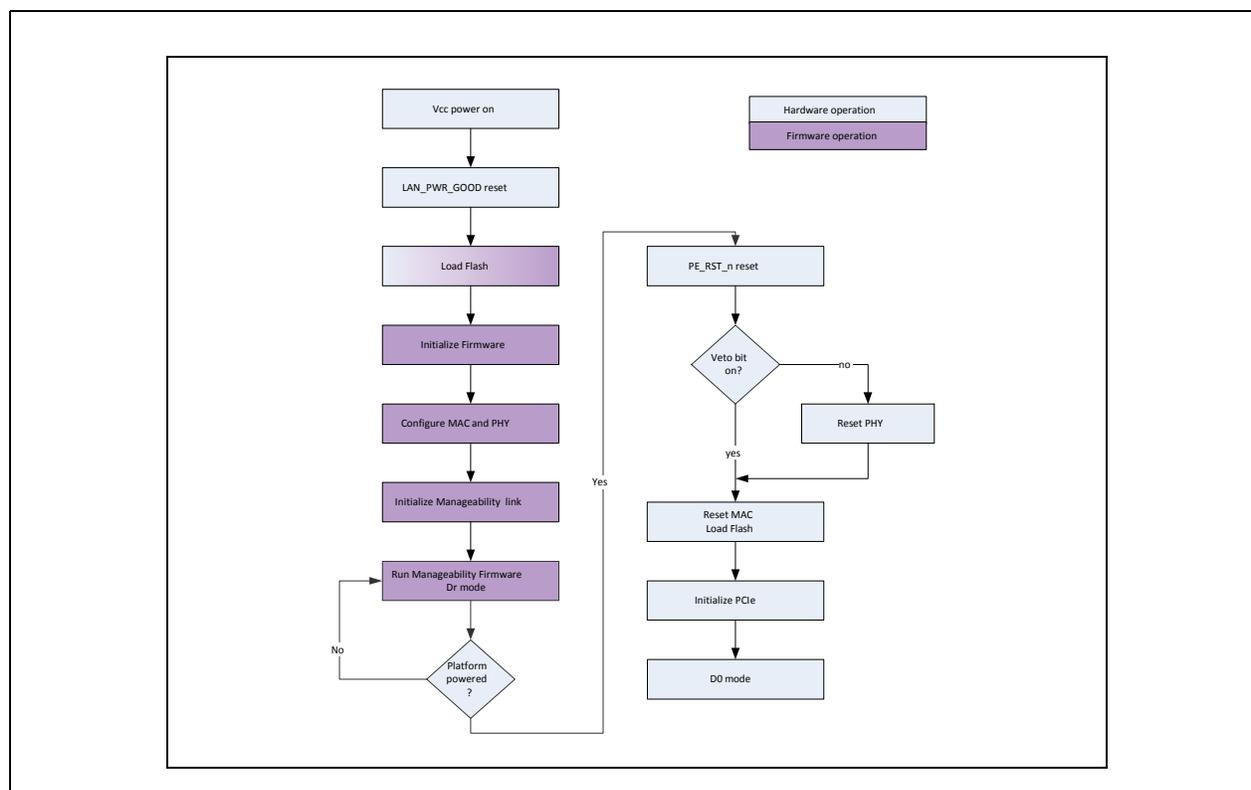 Vcc power on
LAN_PWR_GOOD reset
Load Flash
Initialize Firmware
Configure MAC and PHY
Initialize Manageability link
Run Manageability Firmware
Dr mode
No
Platform
powered
?
Yes
Hardware operation
Firmware operation
PE_RST_n reset
Veto bit
on?
no
Reset PHY
yes
Reset MAC
Load Flash
Initialize PCIe
D0 mode